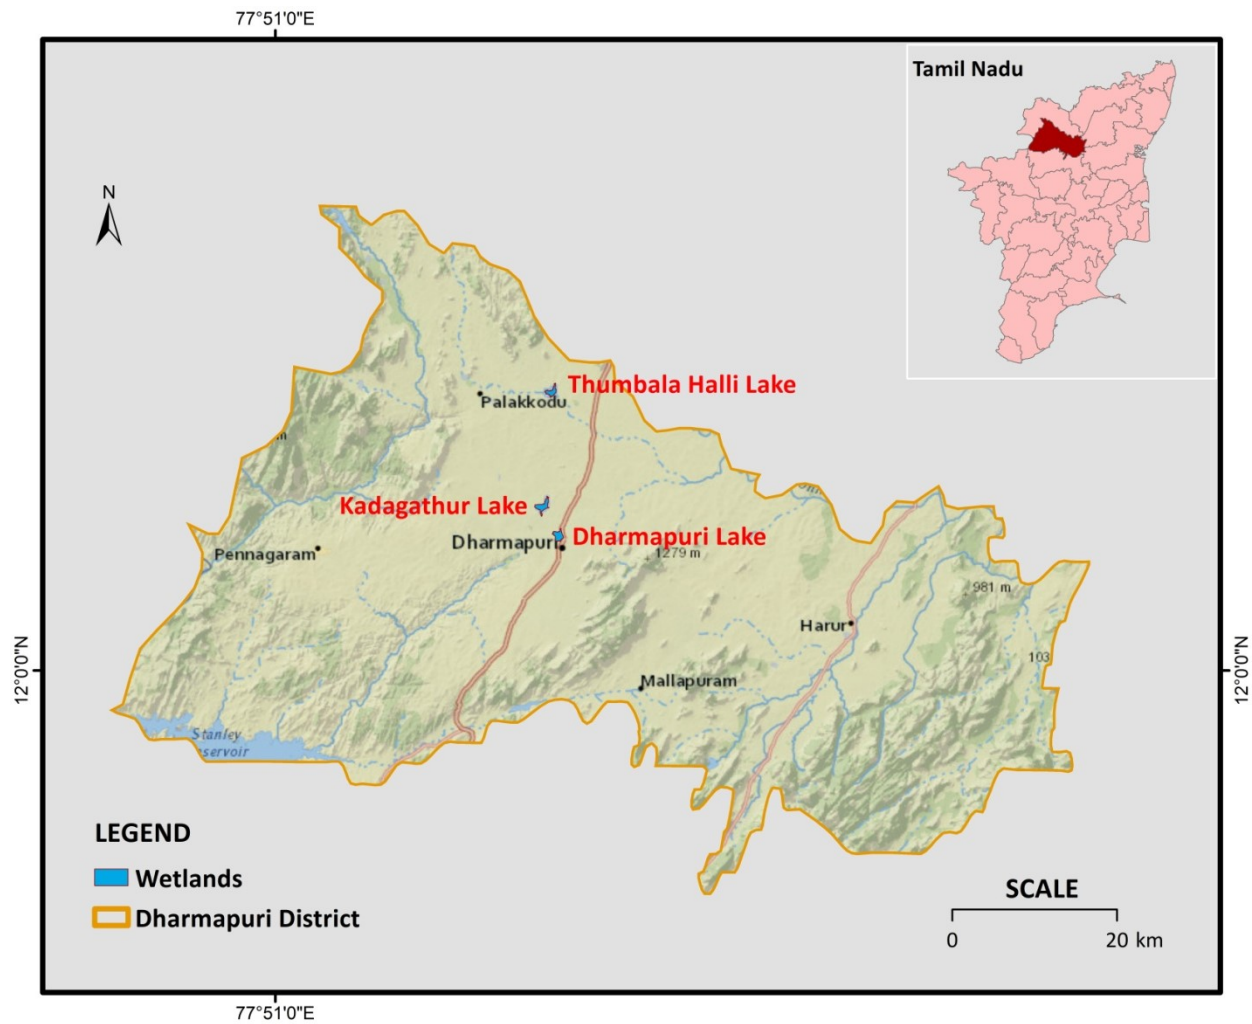 77°51'0"E
Tamil Nadu
N
Thumbala Halli Lake
Palakkodu
m
Kadagathur Lake
Dharmapuri
Dharmapuri Lake
1279 m
Pennagaram
981 m
Harur
103
12°0'0"N
12°0'0"N
Mallapuram
Stanley
servoir
LEGEND
Wetlands
Dharmapuri District
SCALE
0 20 km
77°51'0"E